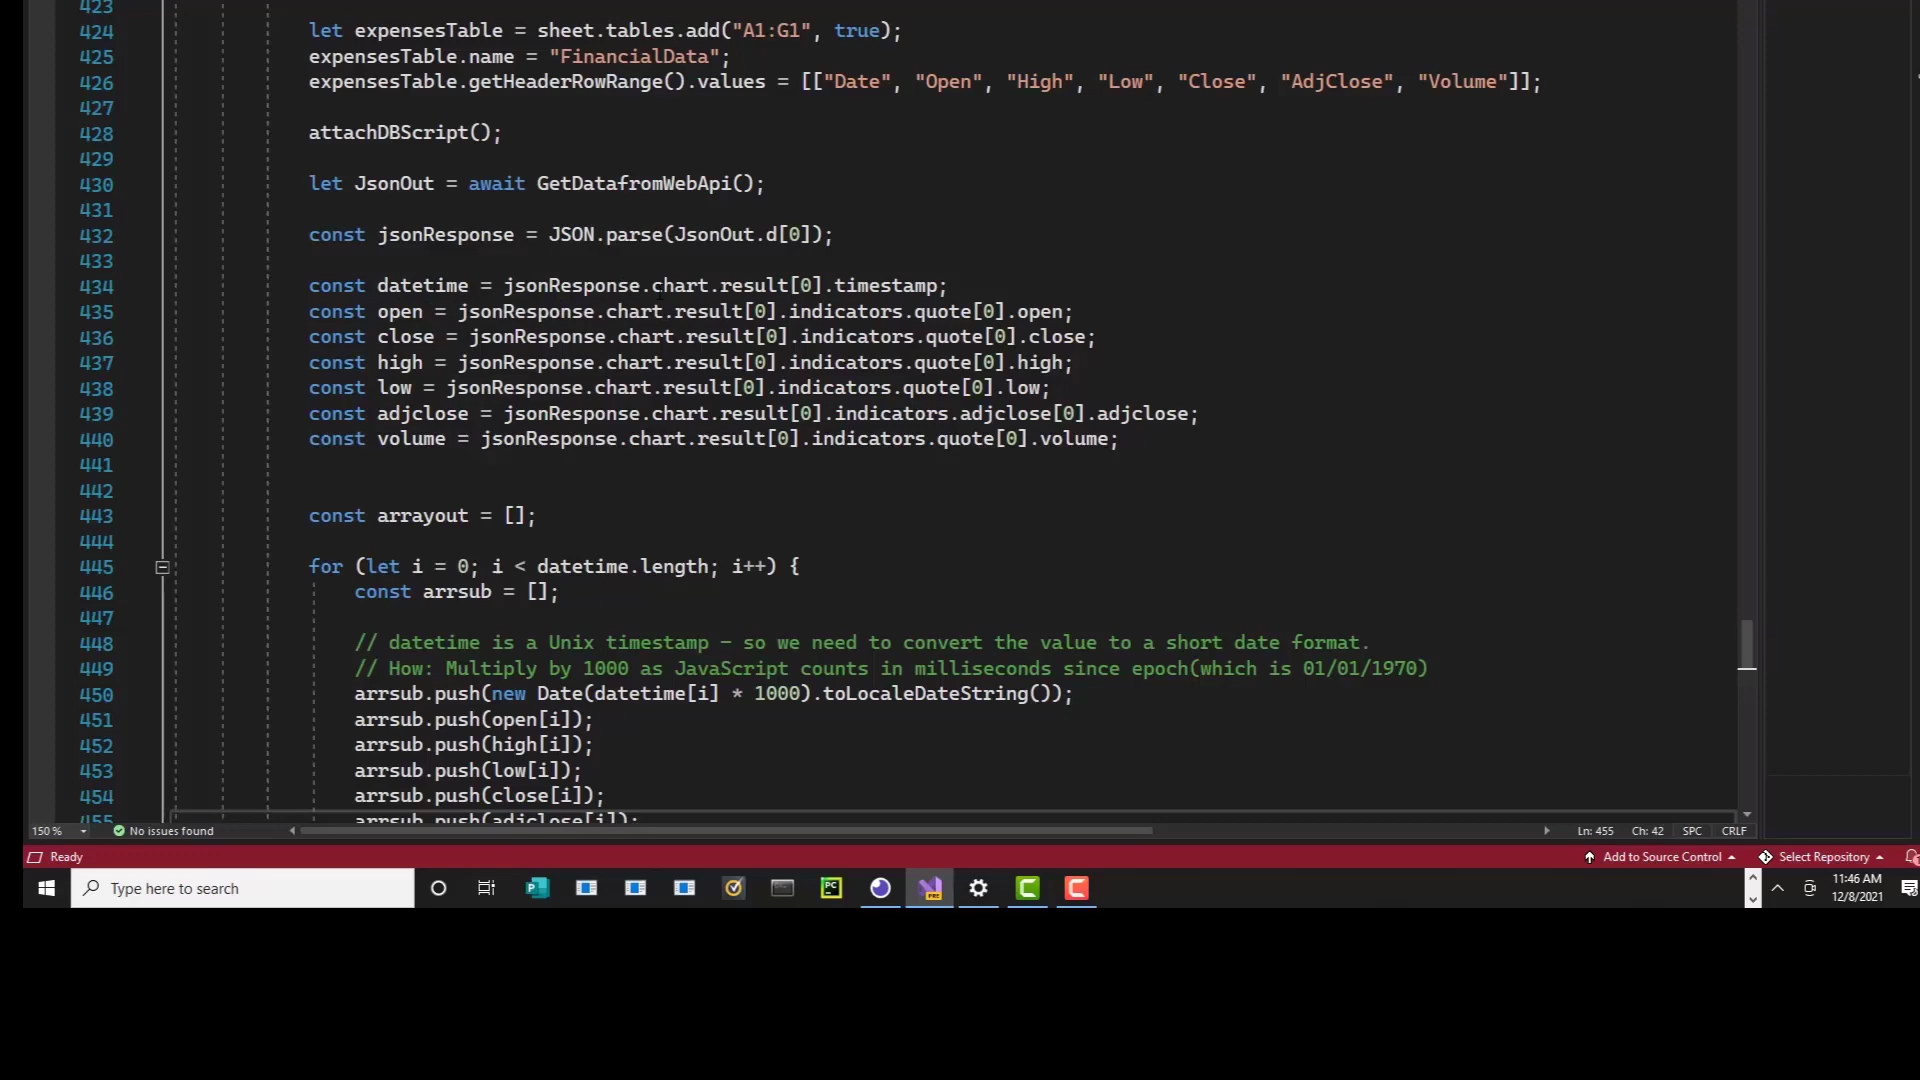 423
424 let expensesTable = sheet.tables.add("A1:G1", true);
425 expensesTable.name = "FinancialData";
426 expensesTable.getHeaderRowRange().values = [["Date", "Open", "High", "Low", "Close", "AdjClose", "Volume"]];
427
428 attachDBScript();
429
430 let JsonOut = await GetDatafromWebApi();
431
432 const jsonResponse = JSON.parse(JsonOut.d[0]);
433
434 const datetime = jsonResponse.chart.result[0].timestamp;
435 const open = jsonResponse.chart.result[0].indicators.quote[0].open;
436 const close = jsonResponse.chart.result[0].indicators.quote[0].close;
437 const high = jsonResponse.chart.result[0].indicators.quote[0].high;
438 const low = jsonResponse.chart.result[0].indicators.quote[0].low;
439 const adjclose = jsonResponse.chart.result[0].indicators.adjclose[0].adjclose;
440 const volume = jsonResponse.chart.result[0].indicators.quote[0].volume;
441
442
443 const arrayout = [];
444
445 for (let i = 0; i < datetime.length; i++) {
446 const arrsub = [];
447
448 // datetime is a Unix timestamp - so we need to convert the value to a short date format.
449 // How: Multiply by 1000 as JavaScript counts in milliseconds since epoch(which is 01/01/1970)
450 arrsub.push(new Date(datetime[i] * 1000).toLocaleDateString());
451 arrsub.push(open[i]);
452 arrsub.push(high[i]);
453 arrsub.push(low[i]);
454 arrsub.push(close[i]);
455 arrsub.push(adjclose[i]);
150 % No issues found Ln: 455 Ch: 42 SPC CRLF
Ready Add to Source Control Select Repository
Type here to search 11:46 AM
12/8/2021